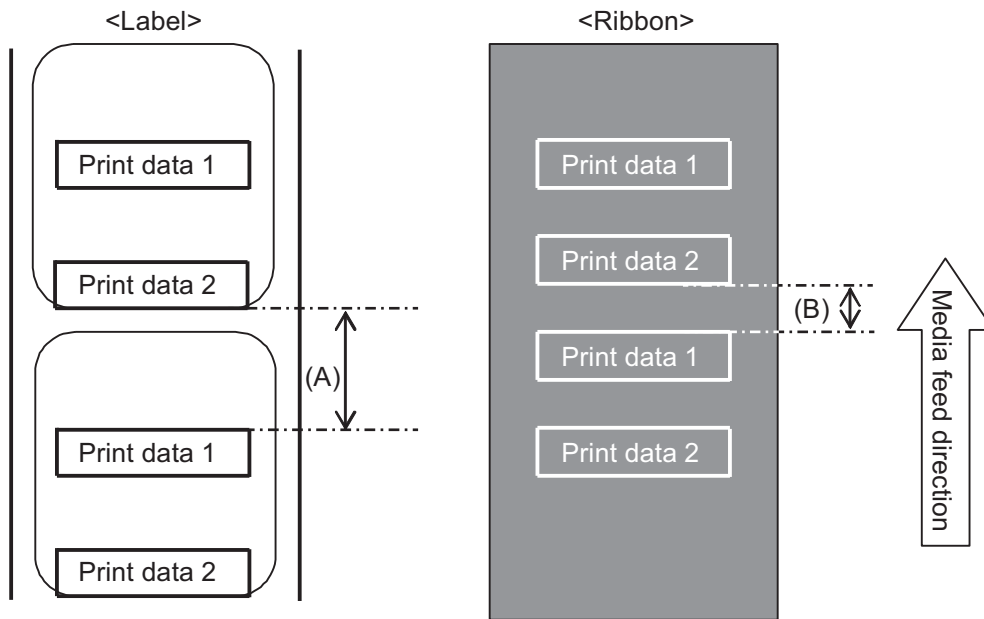 <Label>
Print data 1
Print data 2
(A)
Print data 1
Print data 2
<Ribbon>
Print data 1
Print data 2
(B)
Print data 1
Print data 2
Media feed direction